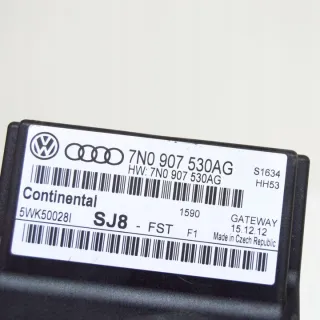 7N0 907 530AG
HW: 7N0 907 530AG
S1634
HH53
Continental
5WK50028I
SJ8 - FST
1590
F1
GATEWAY
15.12.12
Made in Czech Republic